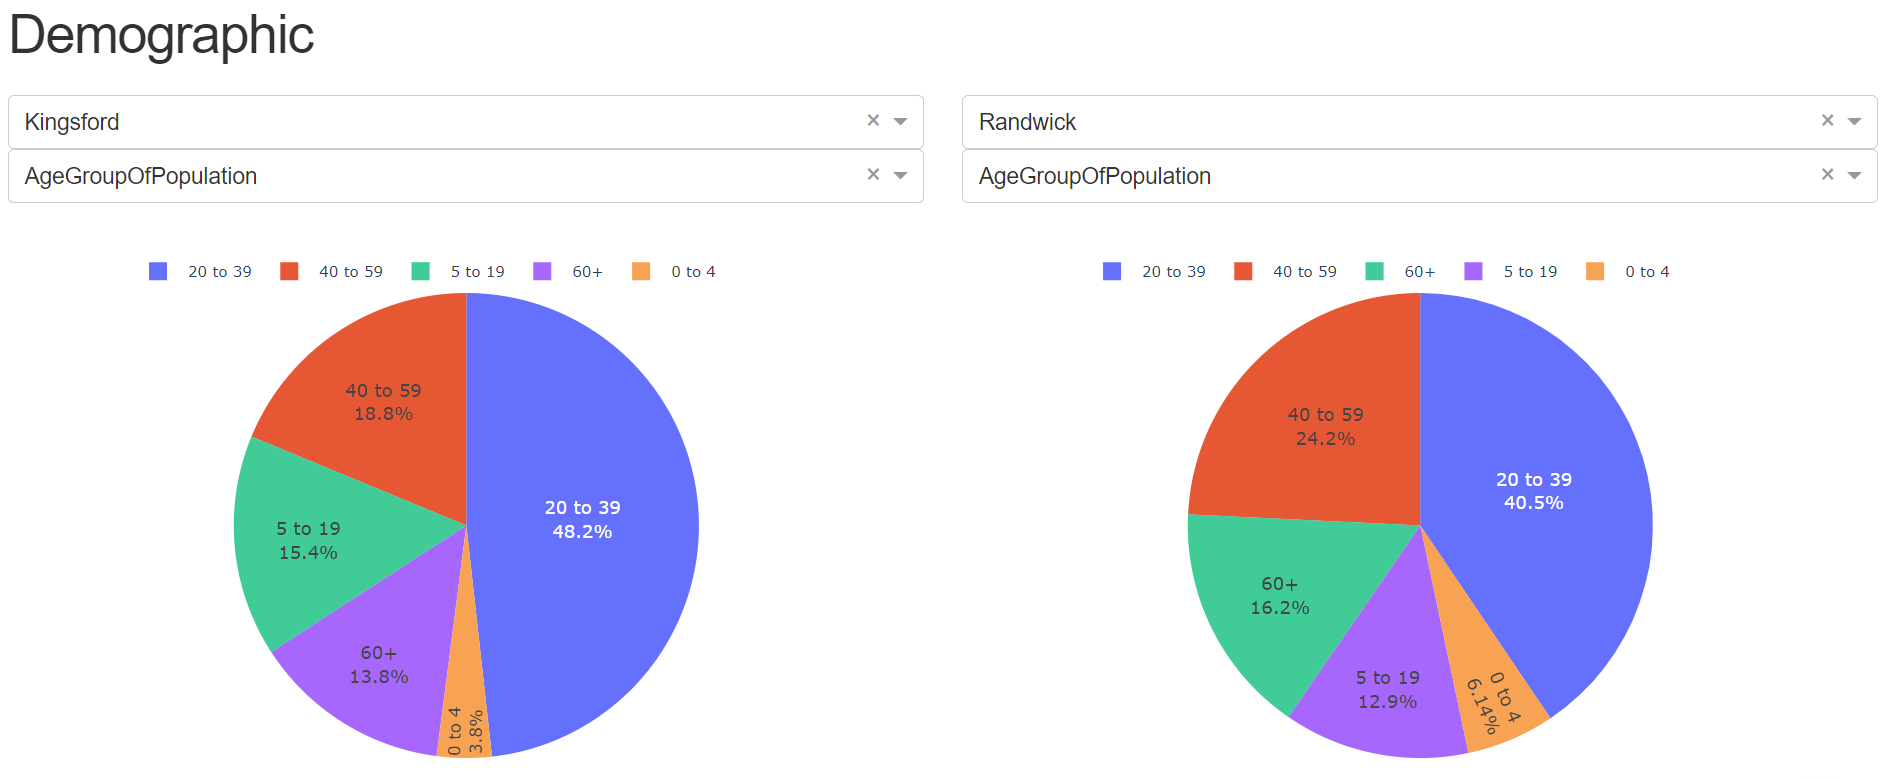 Demographic
Kingsford
AgeGroupOfPopulation
Randwick
AgeGroupOfPopulation
20 to 39 40 to 59 5 to 19 60+ 0 to 4
40 to 59
18.8%
20 to 39
48.2%
5 to 19
15.4%
60+
13.8%
0 to 4
3.8%
20 to 39 40 to 59 60+ 5 to 19 0 to 4
40 to 59
24.2%
20 to 39
40.5%
60+
16.2%
5 to 19
12.9%
0 to 4
6.14%